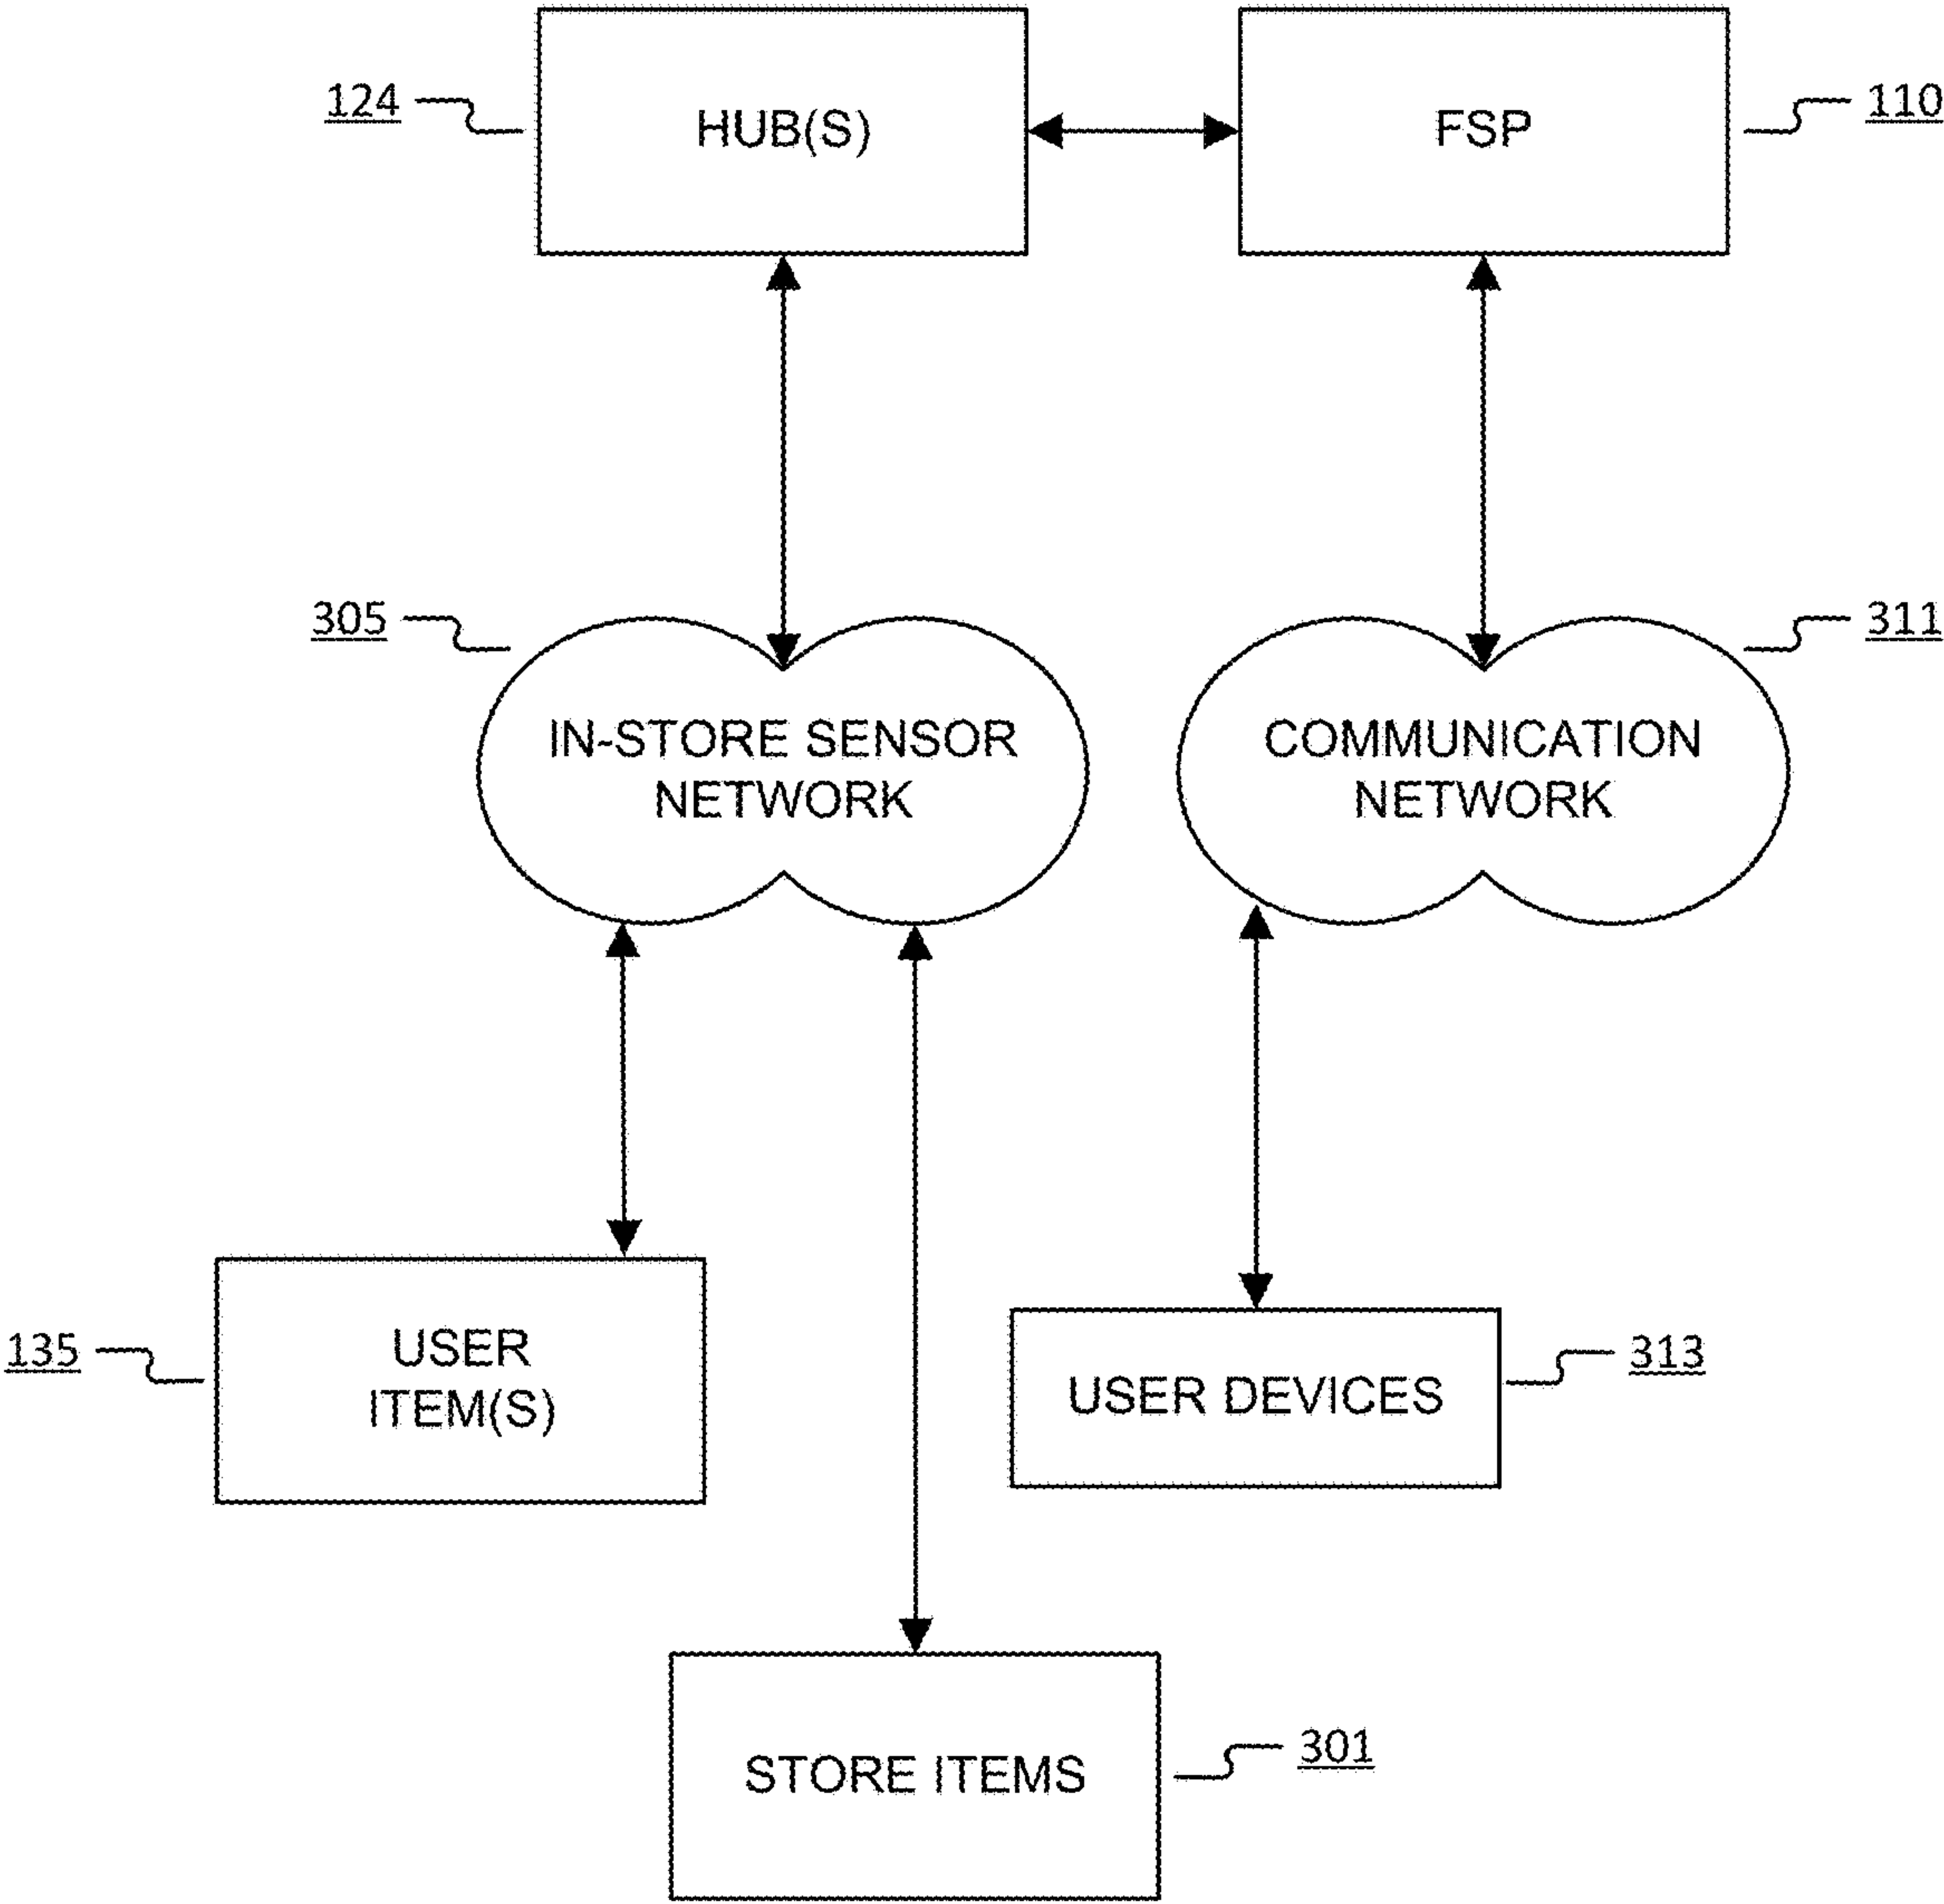 124
HUB(S)
FSP
110
305
IN-STORE SENSOR
NETWORK
COMMUNICATION
NETWORK
311
135
USER
ITEM(S)
USER DEVICES
313
STORE ITEMS
301